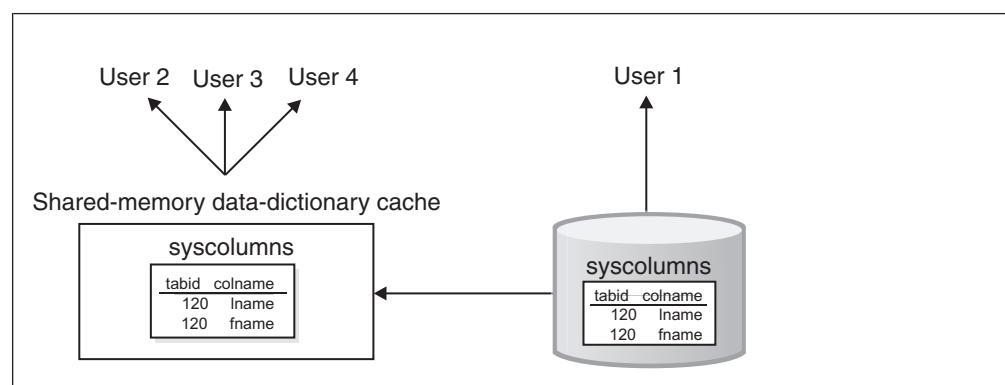 User 2 User 3 User 4
User 1
Shared-memory data-dictionary cache
syscolumns
tabid colname
120 lname
120 fname
syscolumns
tabid colname
120 lname
120 fname